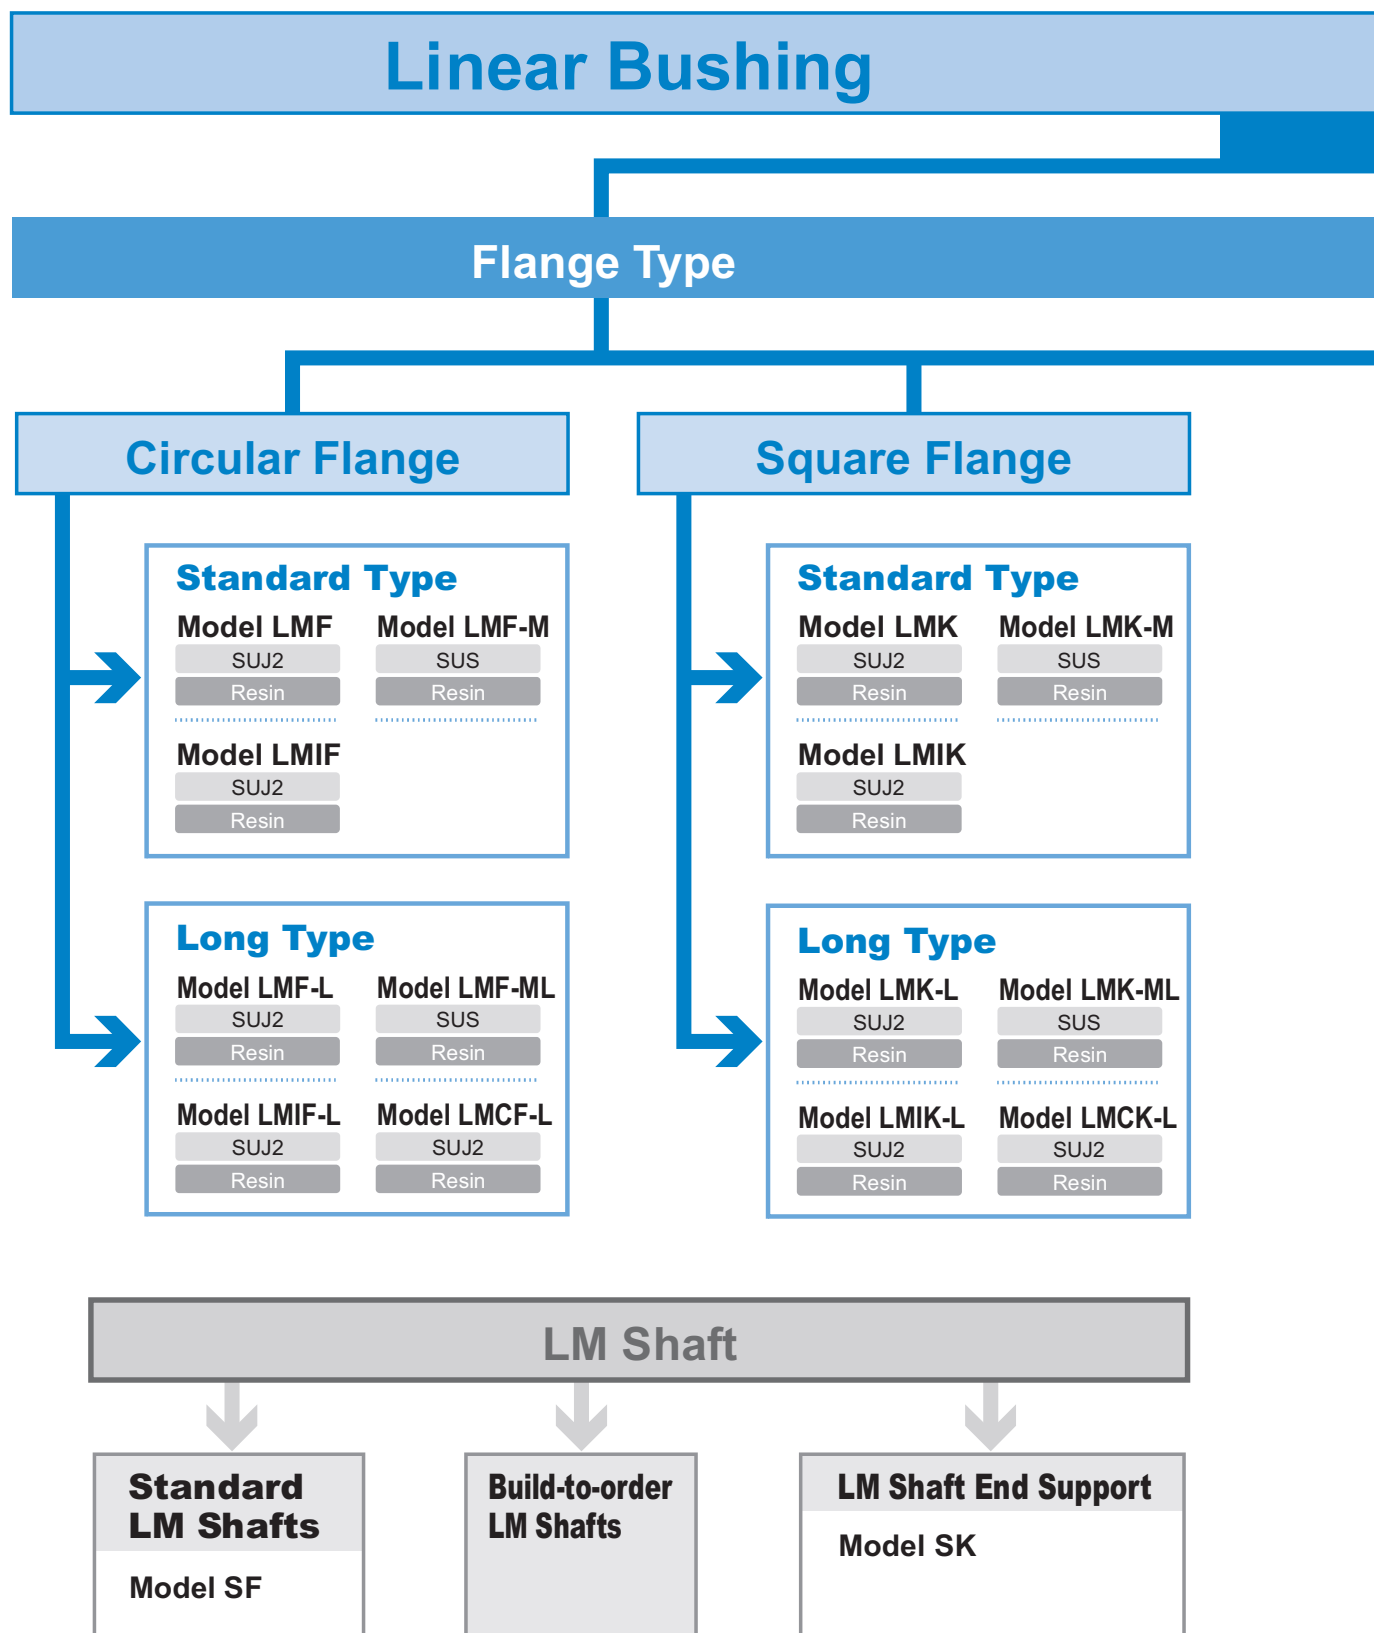 Linear Bushing
Flange Type
Circular Flange
Standard Type
Model LMF
SUJ2
Resin
Model LMF-M
SUS
Resin
Model LMIF
SUJ2
Resin
Long Type
Model LMF-L
SUJ2
Resin
Model LMF-ML
SUS
Resin
Model LMIF-L
SUJ2
Resin
Model LMCF-L
SUJ2
Resin
Square Flange
Standard Type
Model LMK
SUJ2
Resin
Model LMK-M
SUS
Resin
Model LMIK
SUJ2
Resin
Long Type
Model LMK-L
SUJ2
Resin
Model LMK-ML
SUS
Resin
Model LMIK-L
SUJ2
Resin
Model LMCK-L
SUJ2
Resin
LM Shaft
Standard
LM Shafts
Model SF
Build-to-order
LM Shafts
LM Shaft End Support
Model SK